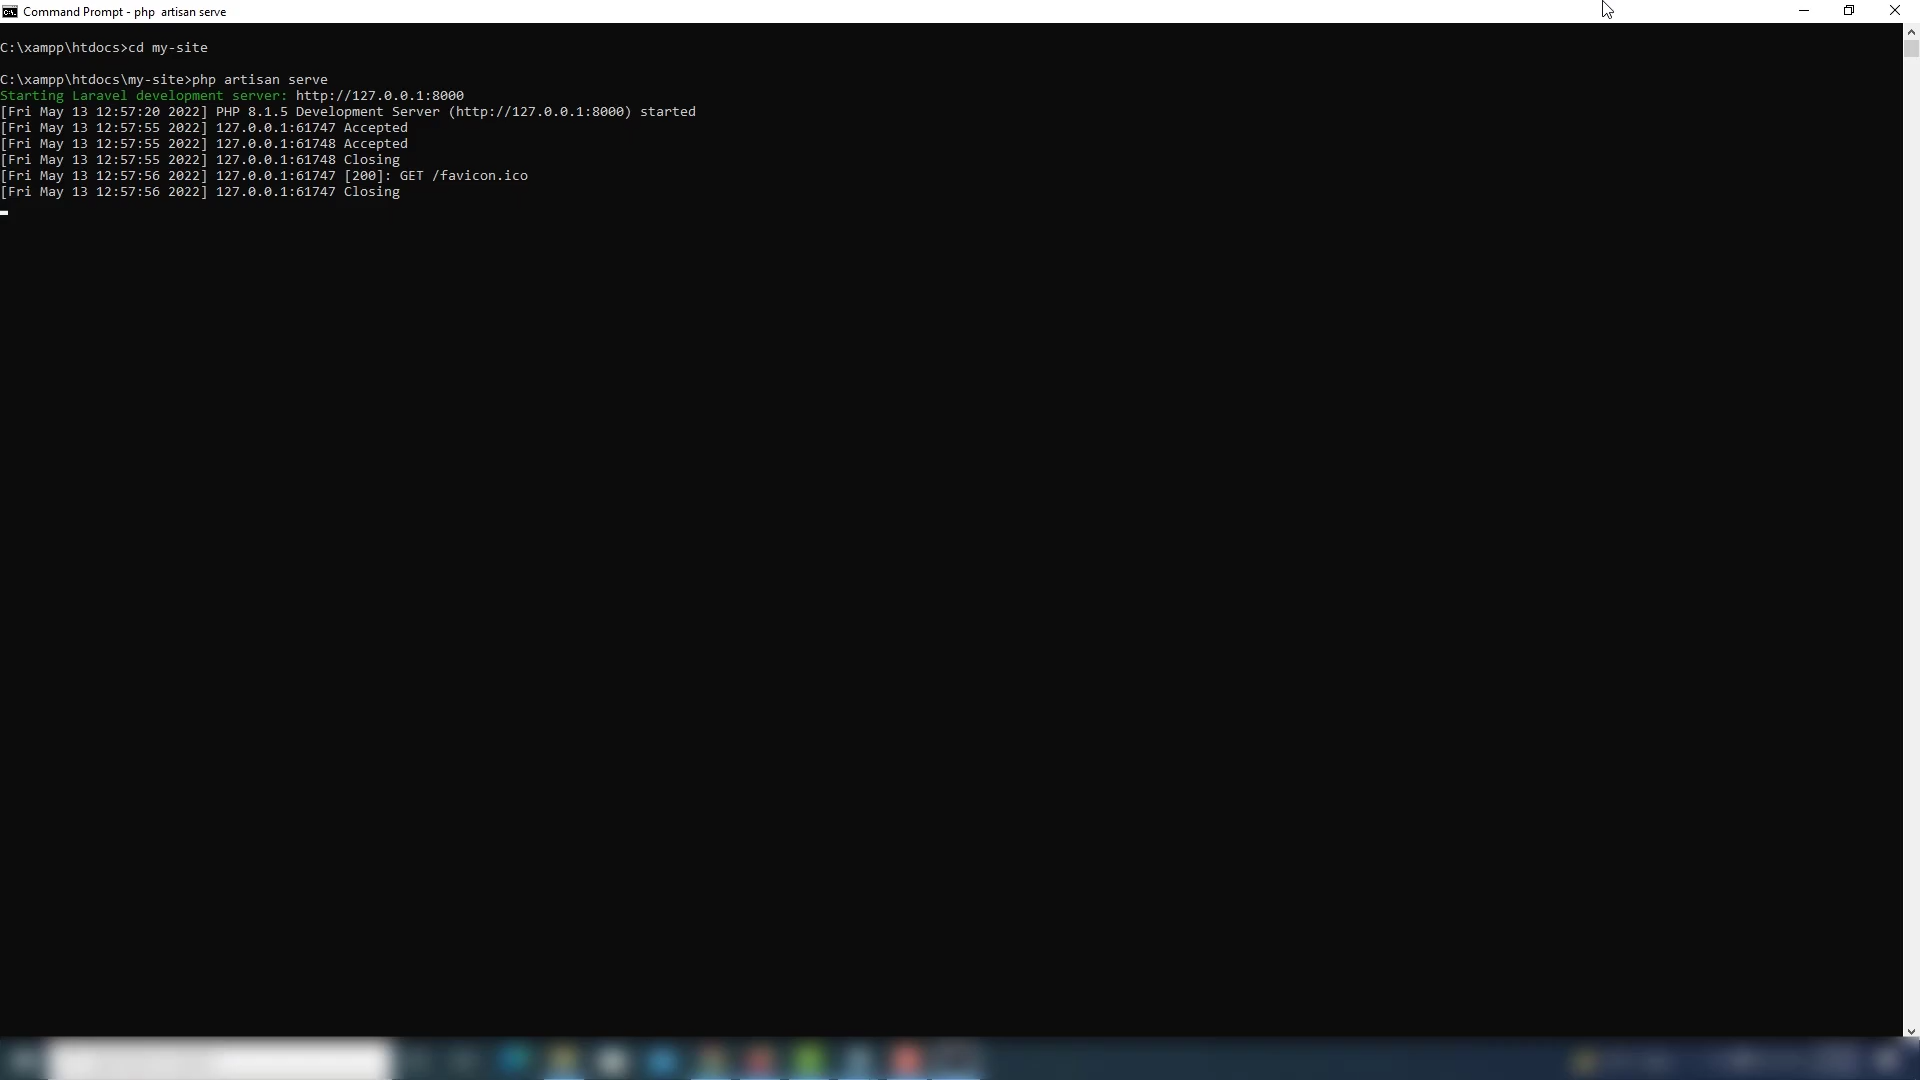 Command Prompt - php  artisan serve
C:\xampp\htdocs>cd my-site
C:\xampp\htdocs\my-site>php artisan serve
Starting Laravel development server: http://127.0.0.1:8000
[Fri May 13 12:57:20 2022] PHP 8.1.5 Development Server (http://127.0.0.1:8000) started
[Fri May 13 12:57:55 2022] 127.0.0.1:61747 Accepted
[Fri May 13 12:57:55 2022] 127.0.0.1:61748 Accepted
[Fri May 13 12:57:55 2022] 127.0.0.1:61748 Closing
[Fri May 13 12:57:56 2022] 127.0.0.1:61747 [200]: GET /favicon.ico
[Fri May 13 12:57:56 2022] 127.0.0.1:61747 Closing